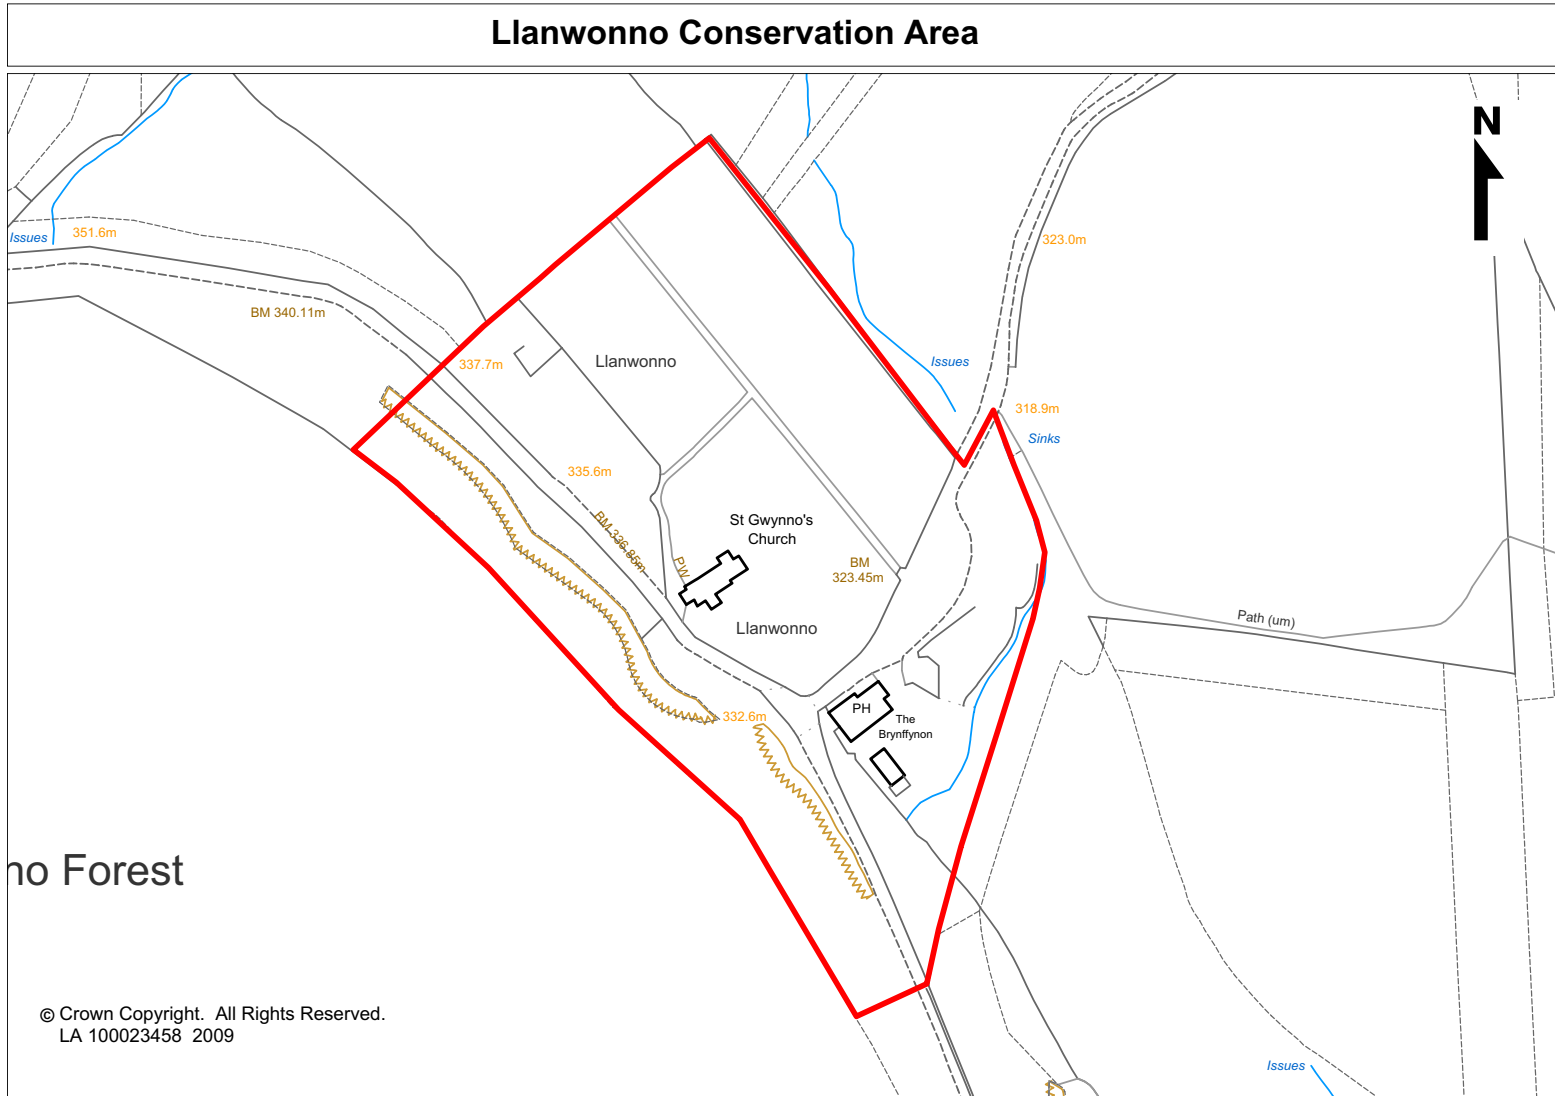 Llanwonno Conservation Area
N
Issues
351.6m
323.0m
BM 340.11m
337.7m
Llanwonno
Issues
318.9m
Sinks
335.6m
BM 336.85m
St Gwynno's
Church
PW
BM
323.45m
Path (um)
Llanwonno
PH
The
Brynffynon
332.6m
no Forest
© Crown Copyright. All Rights Reserved.
LA 100023458 2009
Issues